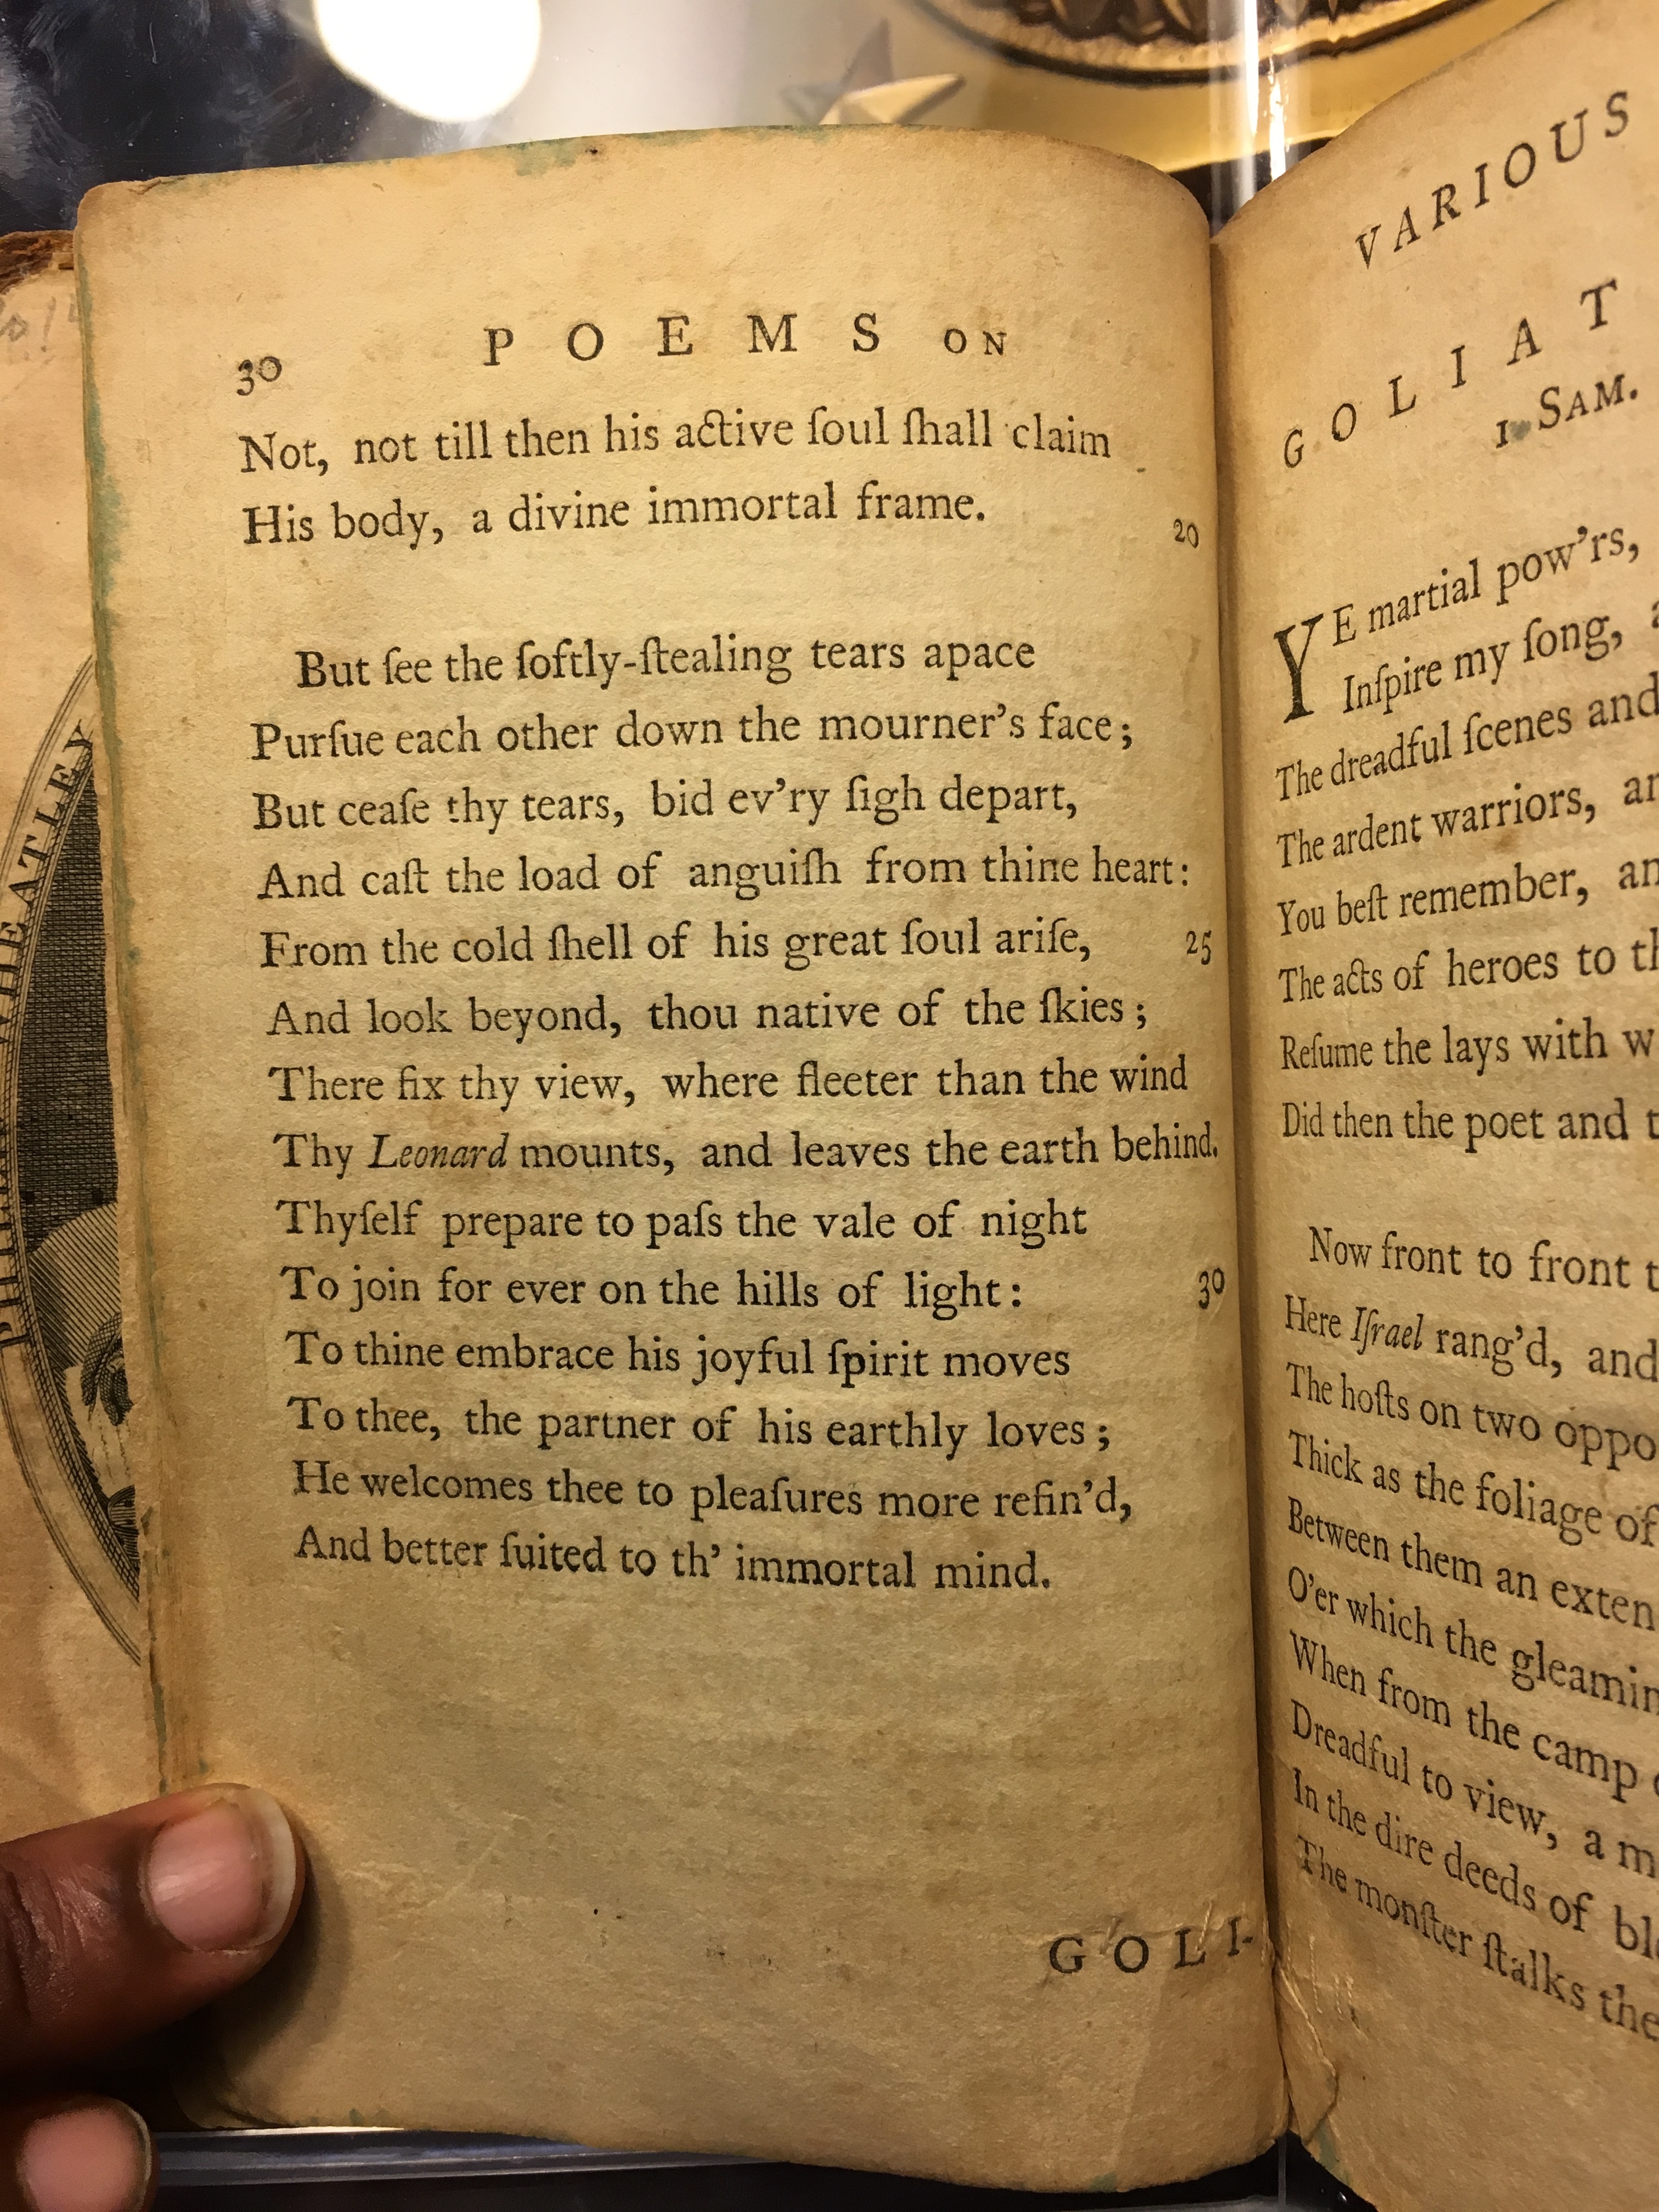 30 POEMS ON
Not, not till then his active ſoul ſhall claim
His body, a divine immortal frame. 20
But ſee the ſoftly-ſtealing tears apace
Purſue each other down the mourner's face;
But ceaſe thy tears, bid ev'ry ſigh depart,
And caſt the load of anguiſh from thine heart:
From the cold ſhell of his great ſoul ariſe, 25
And look beyond, thou native of the ſkies;
There fix thy view, where fleeter than the wind
Thy Leonard mounts, and leaves the earth behind.
Thyſelf prepare to paſs the vale of night
To join for ever on the hills of light: 30
To thine embrace his joyful ſpirit moves
To thee, the partner of his earthly loves;
He welcomes thee to pleaſures more refin'd,
And better ſuited to th' immortal mind.
GOLI-
VARIOUS
GOLIAT
I SAM.
YE martial pow'rs,
Inſpire my ſong,
The dreadful ſcenes and
The ardent warriors,
You beſt remember,
The acts of heroes to
Reſume the lays with
Did then the poet and
Now front to front
Here Iſrael rang'd, and
The hoſts on two oppo
Thick as the foliage of
Between them an exten
O'er which the gleamin
When from the camp
Dreadful to view, a
In the dire deeds of
The monſter ſtalks the
WHEATLEY